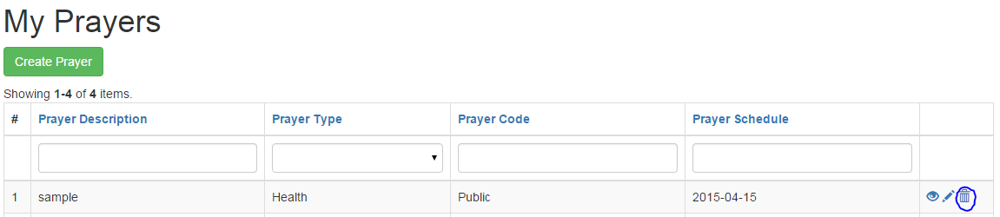 My Prayers
Create Prayer
Showing 1-4 of 4 items.
# Prayer Description Prayer Type Prayer Code Prayer Schedule
1 sample Health Public 2015-04-15